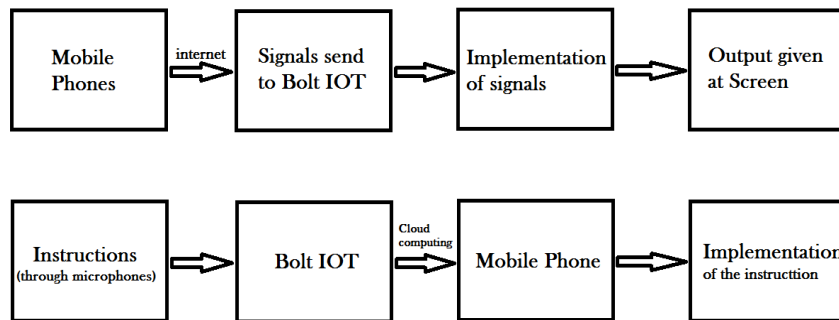 Mobile
Phones
internet
Signals send
to Bolt IOT
Implementation
of signals
Output given
at Screen
Instructions
(through microphones)
Bolt IOT
Cloud
computing
Mobile Phone
Implementation
of the instructtion